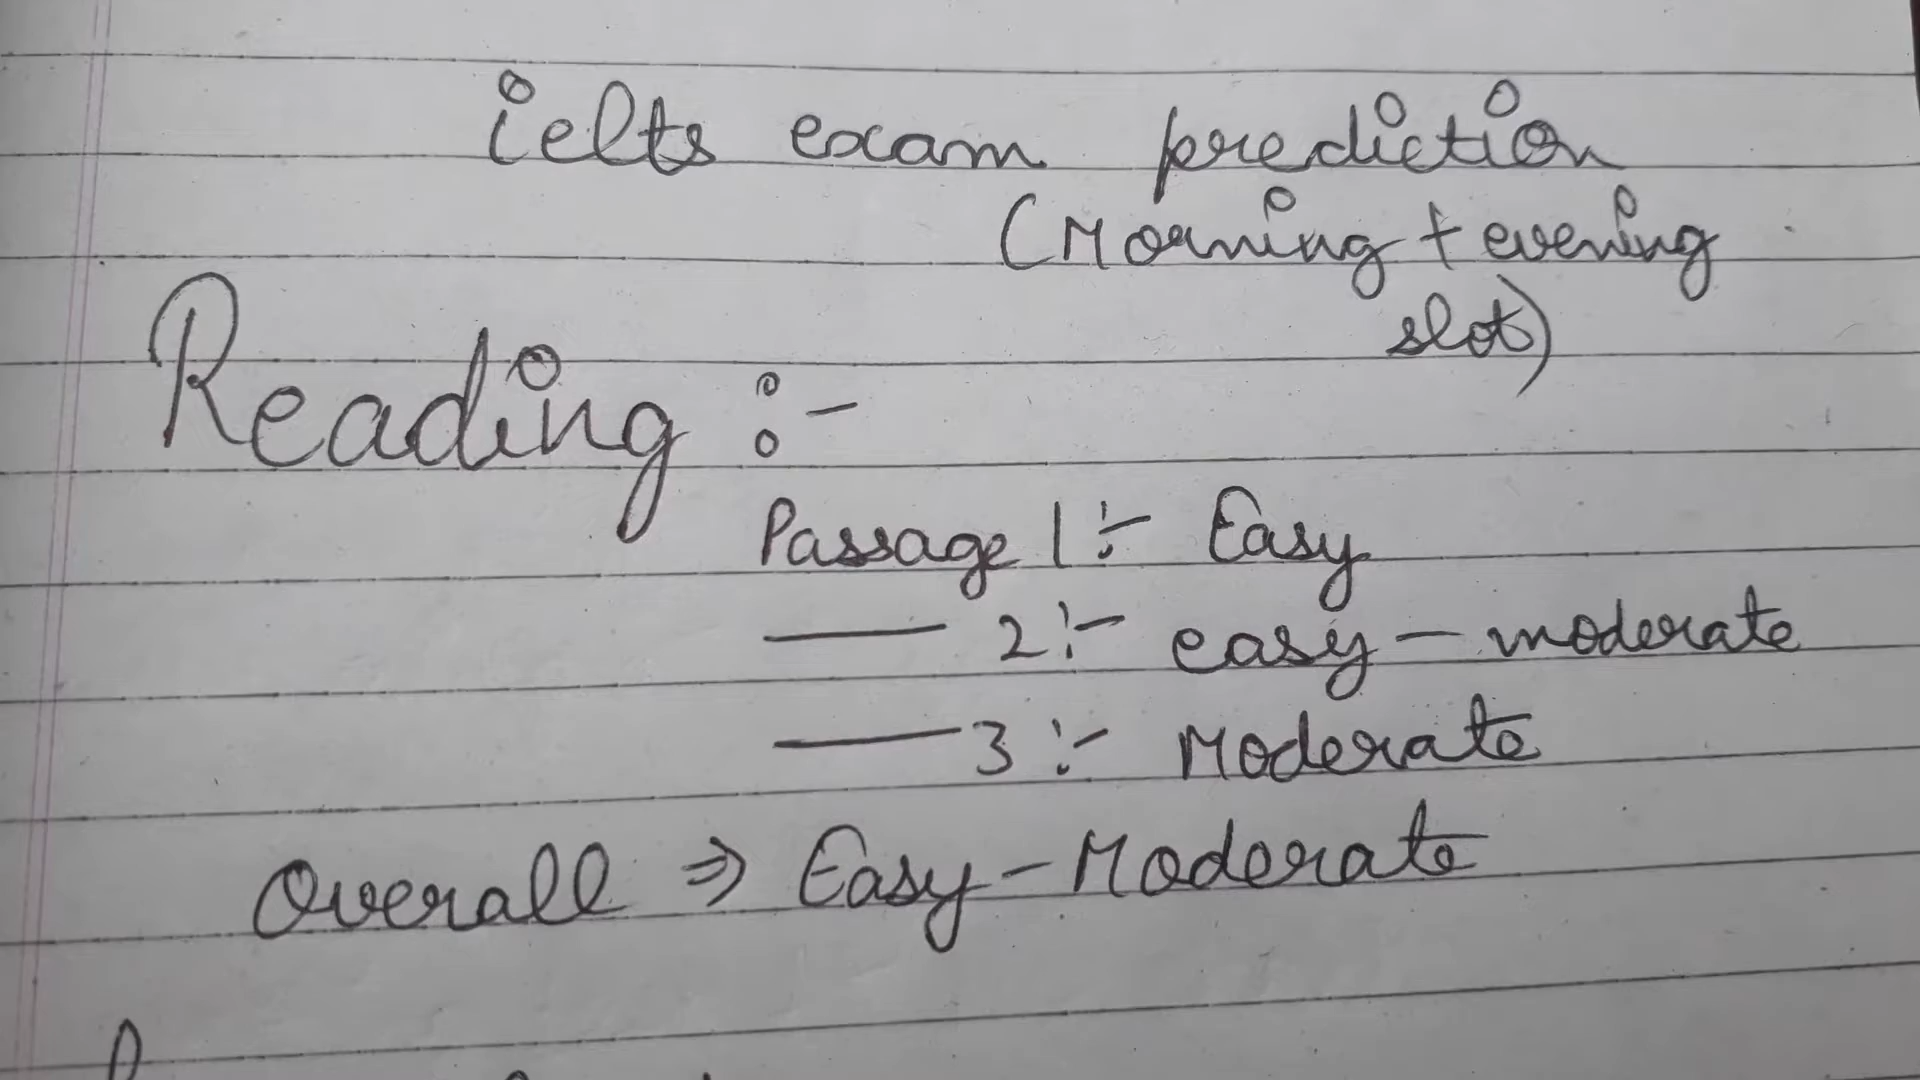 ielts exam prediction
(Morning + evening
slot)
Reading :-
Passage 1 :- Easy
—— 2 :- easy - moderate
—— 3 :- Moderate
Overall ⇒ Easy - Moderate